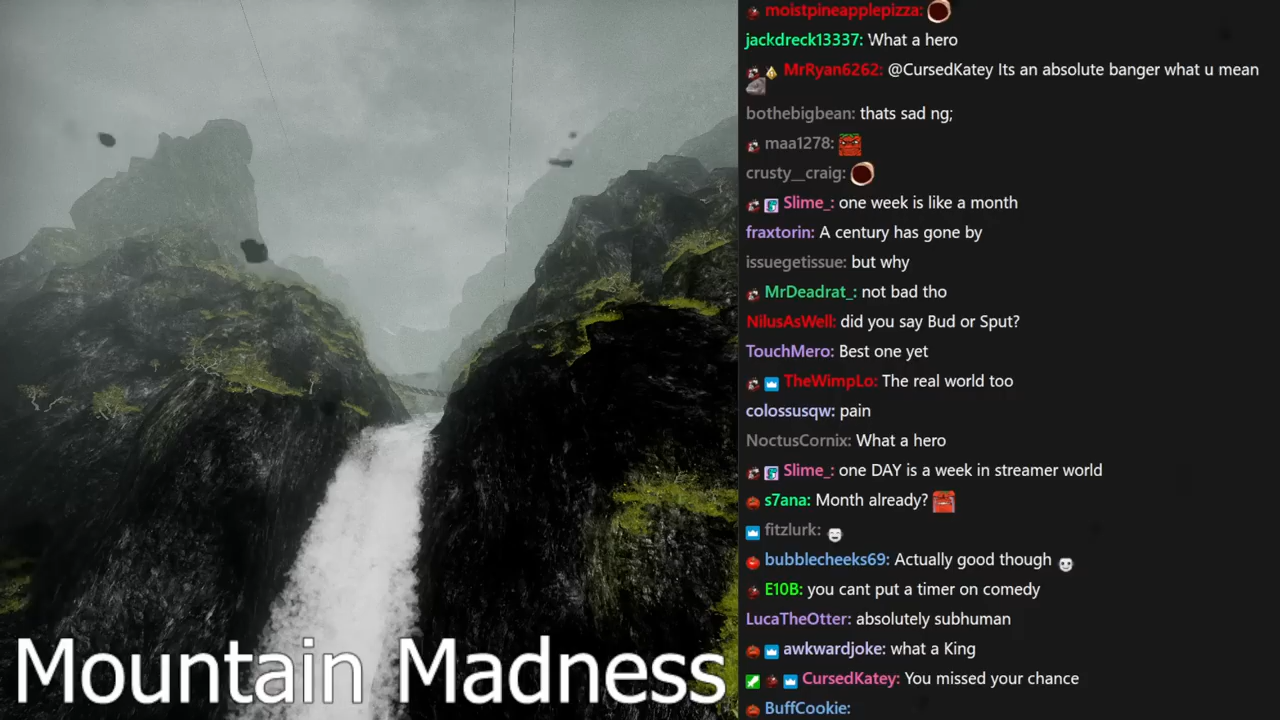 moistpineapplepizza:
jackdreck13337: What a hero
MrRyan6262: @CursedKatey Its an absolute banger what u mean
bothebigbean: thats sad ng;
maa1278:
crusty__craig:
Slime_: one week is like a month
fraxtorin: A century has gone by
issuegetissue: but why
MrDeadrat_: not bad tho
NilusAsWell: did you say Bud or Sput?
TouchMero: Best one yet
TheWimpLo: The real world too
colossusqw: pain
NoctusCornix: What a hero
Slime_: one DAY is a week in streamer world
s7ana: Month already?
fitzlurk:
bubblecheeks69: Actually good though
E10B: you cant put a timer on comedy
LucaTheOtter: absolutely subhuman
awkwardjoke: what a King
CursedKatey: You missed your chance
BuffCookie:
Mountain Madness